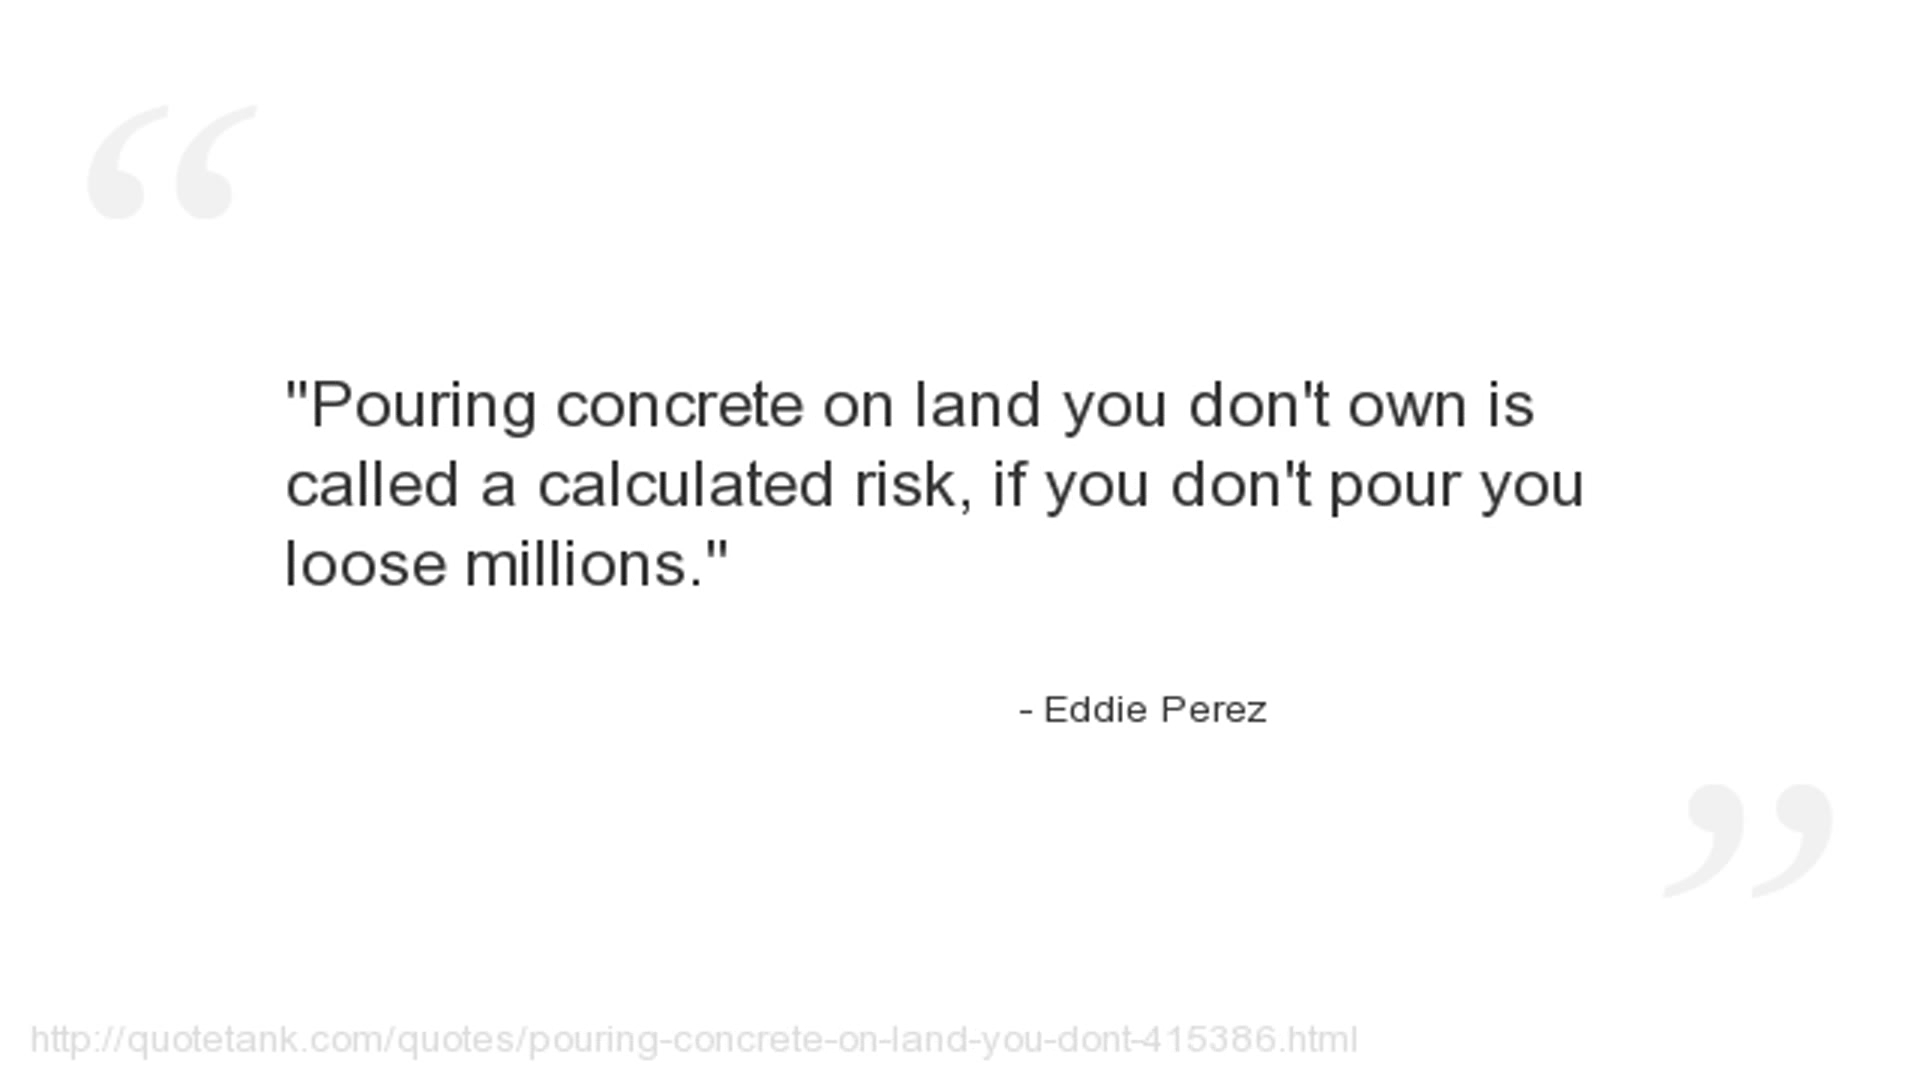 "Pouring concrete on land you don't own is
called a calculated risk, if you don't pour you
loose millions."
- Eddie Perez
http://quotetank.com/quotes/pouring-concrete-on-land-you-dont-415386.html